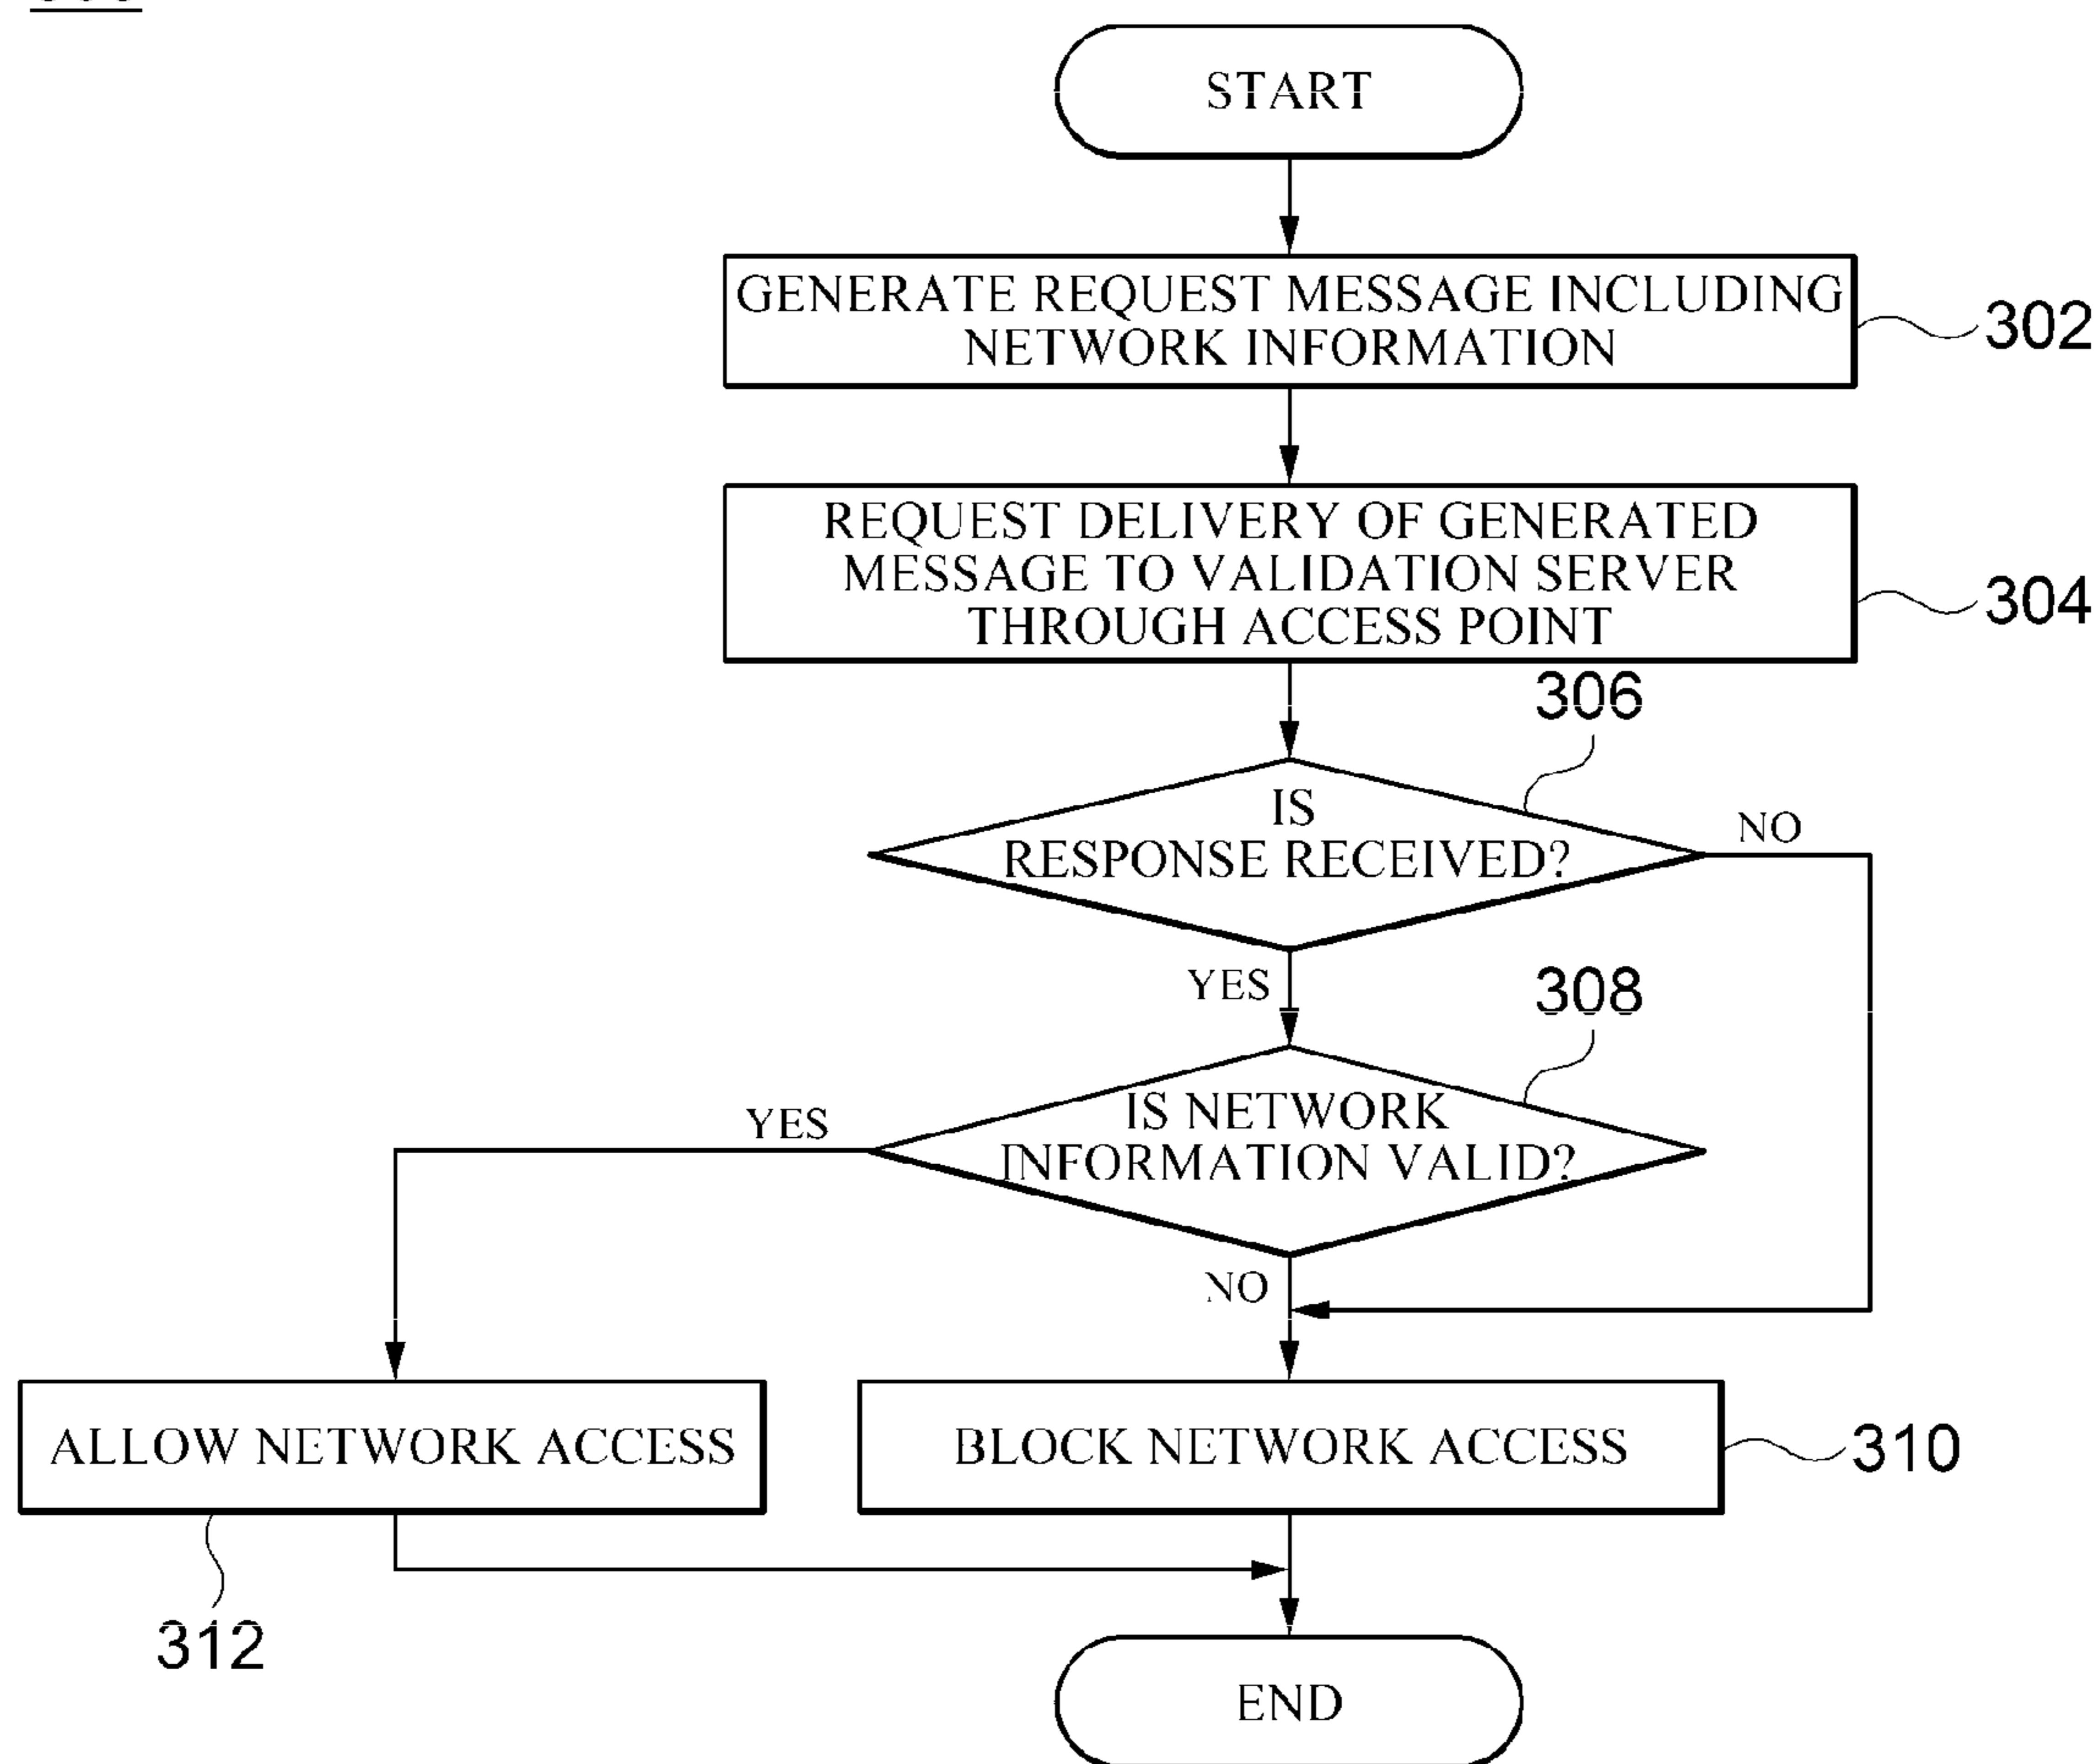 START
GENERATE REQUEST MESSAGE INCLUDING
NETWORK INFORMATION
302
REQUEST DELIVERY OF GENERATED
MESSAGE TO VALIDATION SERVER
THROUGH ACCESS POINT
304
306
IS
RESPONSE RECEIVED?
NO
YES
308
IS NETWORK
INFORMATION VALID?
YES
NO
ALLOW NETWORK ACCESS
BLOCK NETWORK ACCESS
310
312
END